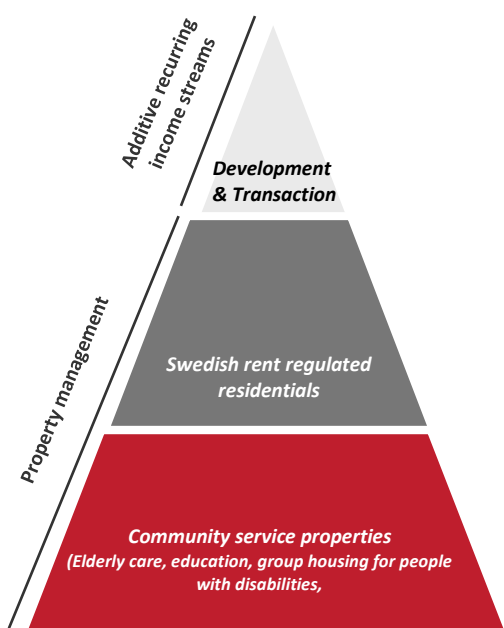 Additive recurring
income streams
Development
& Transaction
Property management
Swedish rent regulated
residentials
Community service properties
(Elderly care, education, group housing for people
with disabilities,